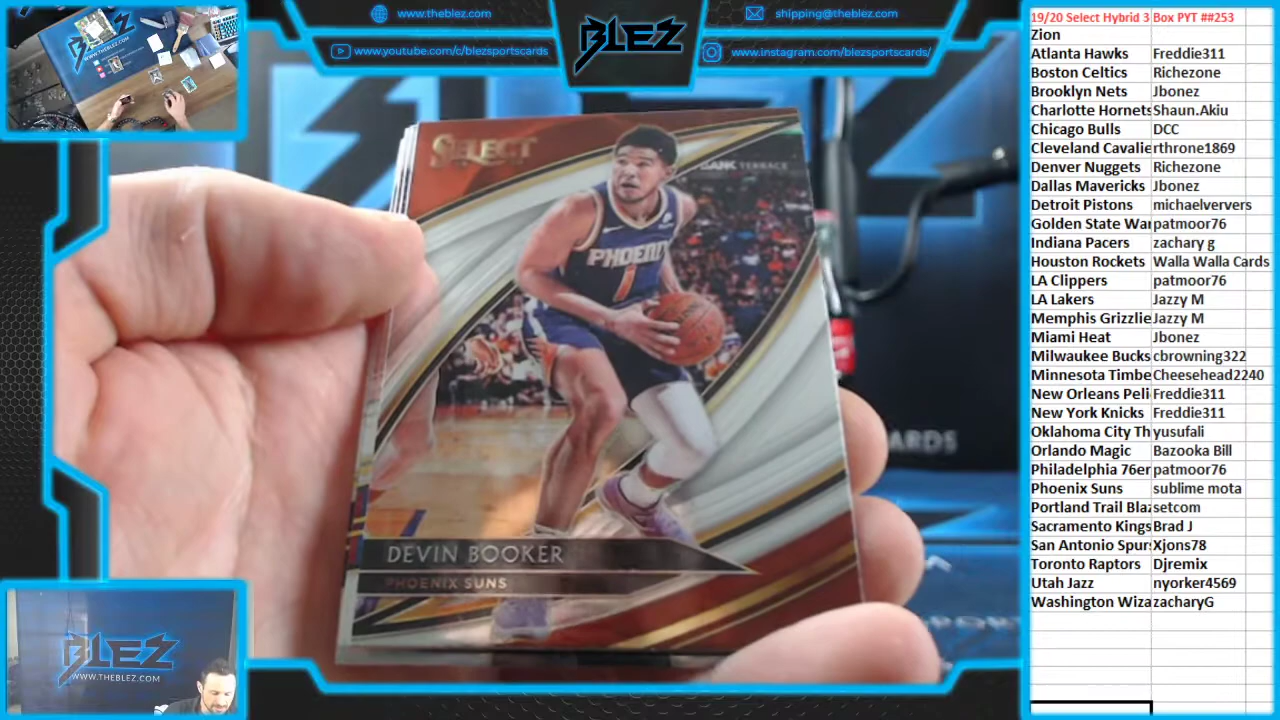 www.theblez.com
shipping@theblez.com
www.youtube.com/c/blezsportscards
www.instagram.com/blezsportscards/
BLEZ
SELECT
BANK TERRACE
PHOENIX
1
DEVIN BOOKER
PHOENIX SUNS
ARDS
BLEZ
WWW.THEBLEZ.COM
19/20 Select Hybrid 3 Box PYT ##253
Zion
Atlanta Hawks Freddie311
Boston Celtics Richezone
Brooklyn Nets Jbonez
Charlotte Hornets Shaun.Akiu
Chicago Bulls DCC
Cleveland Cavalie rthrone1869
Denver Nuggets Richezone
Dallas Mavericks Jbonez
Detroit Pistons michaelververs
Golden State War patmoor76
Indiana Pacers zachary g
Houston Rockets Walla Walla Cards
LA Clippers patmoor76
LA Lakers Jazzy M
Memphis Grizzlie Jazzy M
Miami Heat Jbonez
Milwaukee Bucks cbrowning322
Minnesota Timbe Cheesehead2240
New Orleans Peli Freddie311
New York Knicks Freddie311
Oklahoma City Th yusufali
Orlando Magic Bazooka Bill
Philadelphia 76er patmoor76
Phoenix Suns sublime mota
Portland Trail Blaz setcom
Sacramento Kings Brad J
San Antonio Spurs Xjons78
Toronto Raptors Djremix
Utah Jazz nyorker4569
Washington Wiza zacharyG